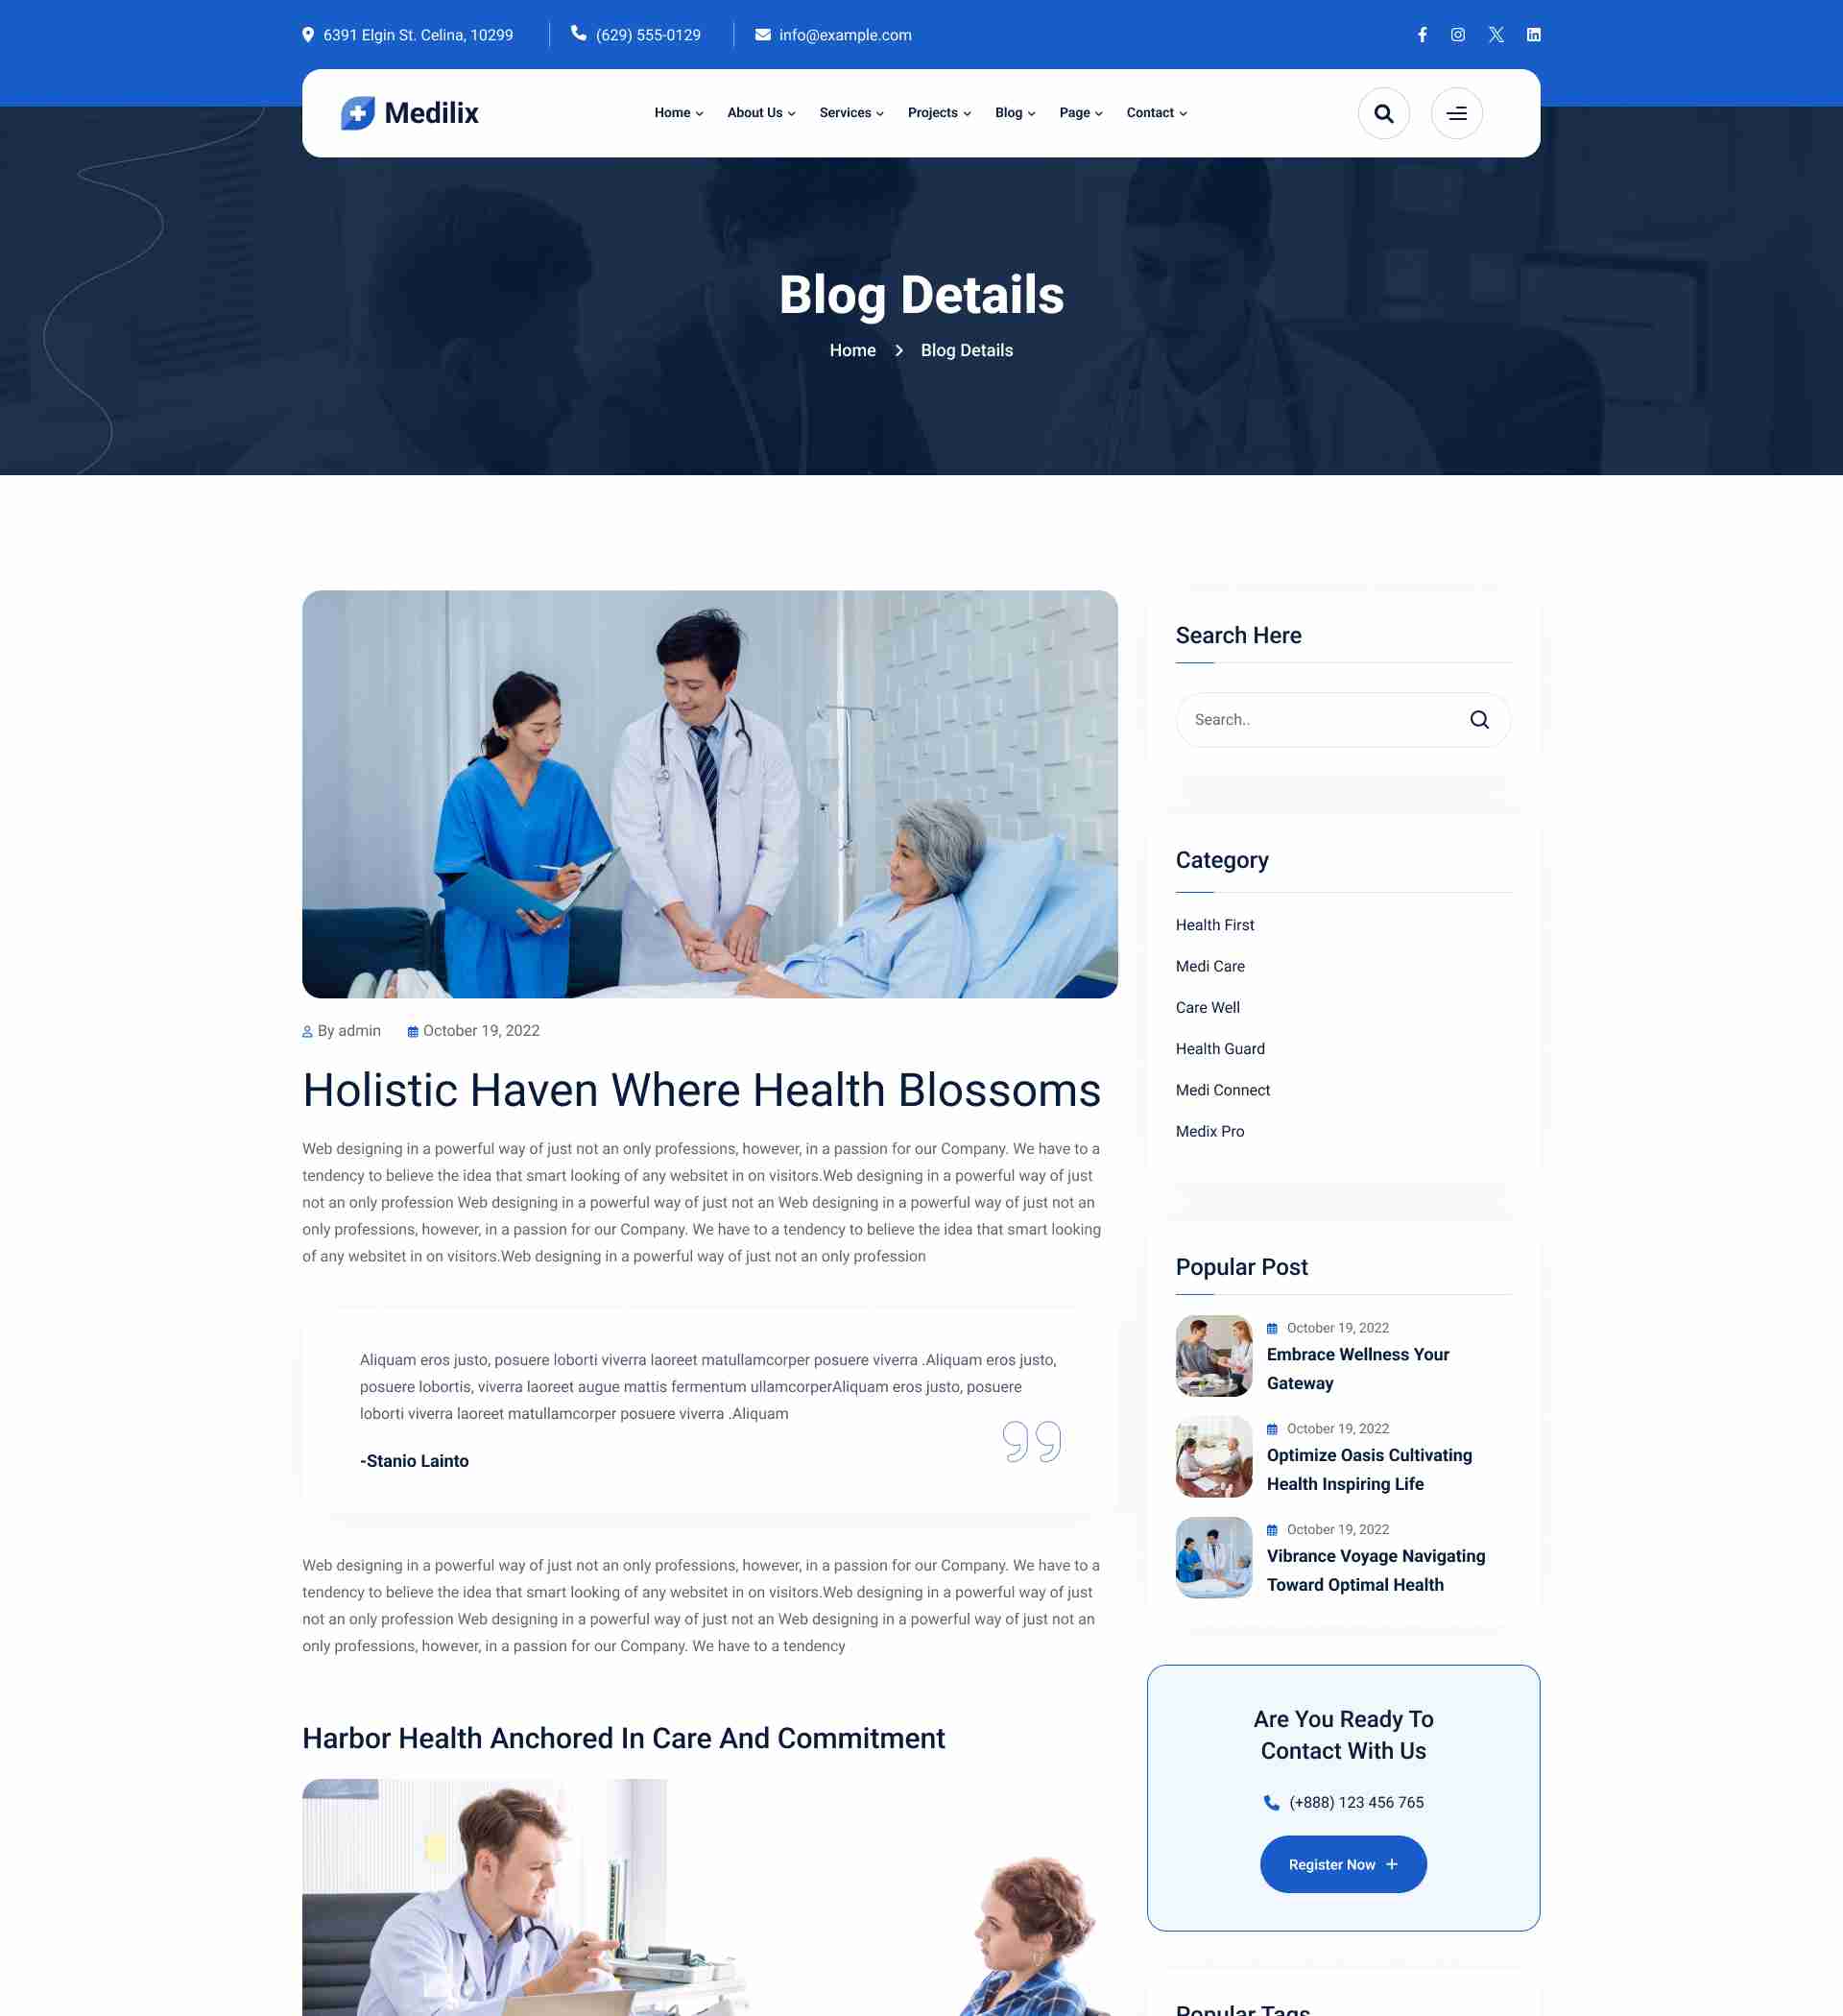 6391 Elgin St. Celina, 10299
(629) 555-0129
info@example.com
Medilix
Home
About Us
Services
Projects
Blog
Page
Contact
Blog Details
Home
Blog Details
By admin
October 19, 2022
Holistic Haven Where Health Blossoms
Web designing in a powerful way of just not an only professions, however, in a passion for our Company. We have to a
tendency to believe the idea that smart looking of any websitet in on visitors.Web designing in a powerful way of just
not an only profession Web designing in a powerful way of just not an Web designing in a powerful way of just not an
only professions, however, in a passion for our Company. We have to a tendency to believe the idea that smart looking
of any websitet in on visitors.Web designing in a powerful way of just not an only profession
Aliquam eros justo, posuere loborti viverra laoreet matullamcorper posuere viverra .Aliquam eros justo,
posuere lobortis, viverra laoreet augue mattis fermentum ullamcorperAliquam eros justo, posuere
loborti viverra laoreet matullamcorper posuere viverra .Aliquam
-Stanio Lainto
Web designing in a powerful way of just not an only professions, however, in a passion for our Company. We have to a
tendency to believe the idea that smart looking of any websitet in on visitors.Web designing in a powerful way of just
not an only profession Web designing in a powerful way of just not an Web designing in a powerful way of just not an
only professions, however, in a passion for our Company. We have to a tendency
Harbor Health Anchored In Care And Commitment
Search Here
Search..
Category
Health First
Medi Care
Care Well
Health Guard
Medi Connect
Medix Pro
Popular Post
October 19, 2022
Embrace Wellness Your
Gateway
October 19, 2022
Optimize Oasis Cultivating
Health Inspiring Life
October 19, 2022
Vibrance Voyage Navigating
Toward Optimal Health
Are You Ready To
Contact With Us
(+888) 123 456 765
Register Now
Popular Tags